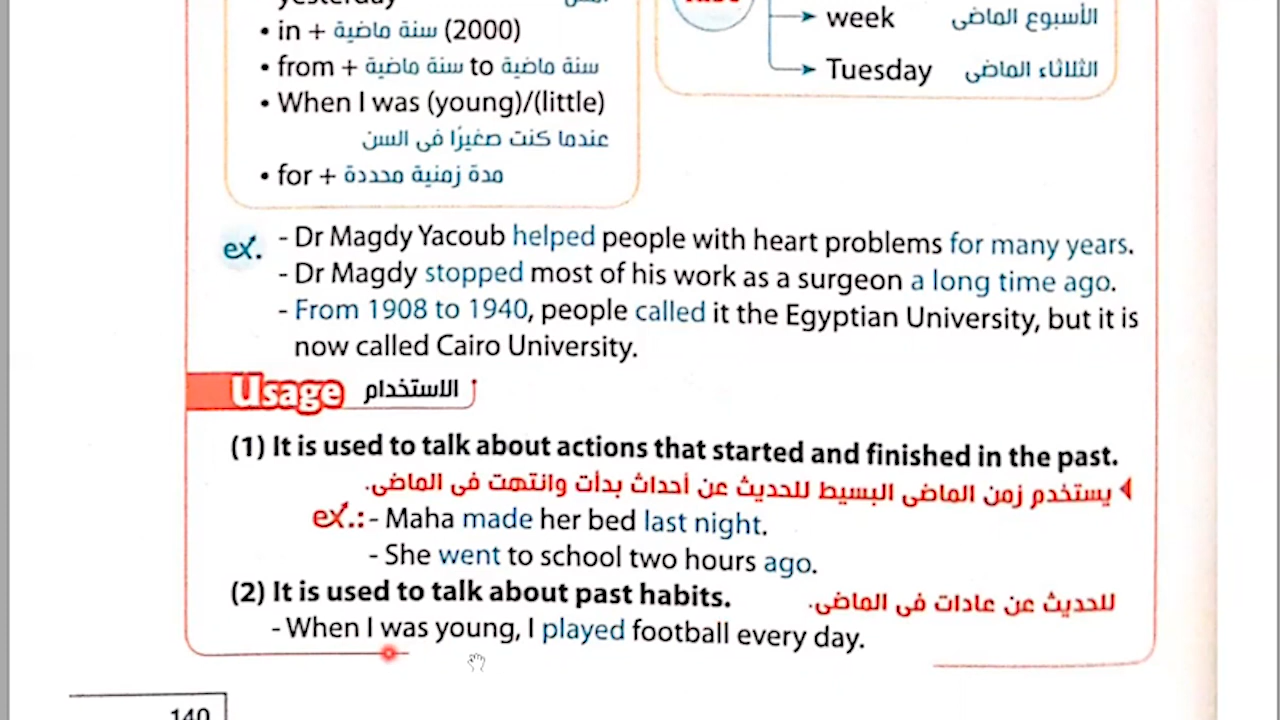 yesterday
• in + سنة ماضية (2000)
• from + سنة ماضية to سنة ماضية
• When I was (young)/(little)
عندما كنت صغيرًا فى السن
• for + مدة زمنية محددة
week الأسبوع الماضى
Tuesday الثلاثاء الماضى
ex. - Dr Magdy Yacoub helped people with heart problems for many years.
- Dr Magdy stopped most of his work as a surgeon a long time ago.
- From 1908 to 1940, people called it the Egyptian University, but it is
now called Cairo University.
Usage الاستخدام
(1) It is used to talk about actions that started and finished in the past.
يستخدم زمن الماضى البسيط للحديث عن أحداث بدأت وانتهت فى الماضى.
ex.: - Maha made her bed last night.
- She went to school two hours ago.
(2) It is used to talk about past habits. للحديث عن عادات فى الماضى.
- When I was young, I played football every day.
140